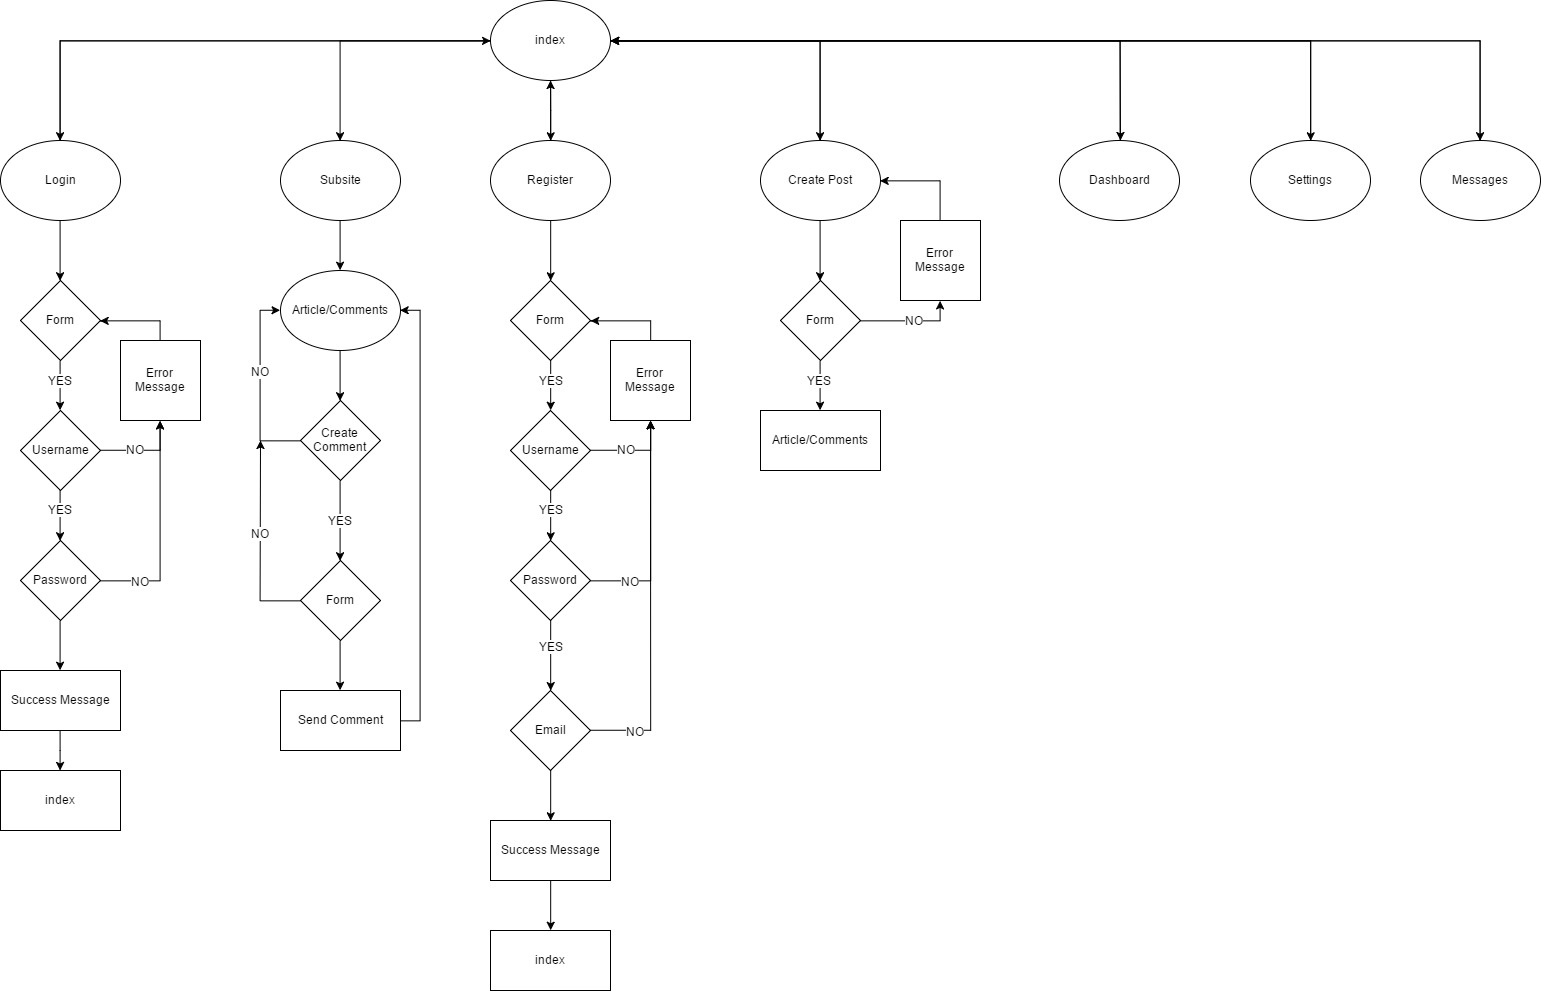 index
Login
Subsite
Register
Create Post
Dashboard
Settings
Messages
Error
Message
Form
Article/Comments
Form
Form
NO
YES
NO
Error
Message
YES
Error
Message
YES
Article/Comments
Username
NO
Create
Comment
Username
NO
YES
YES
NO
YES
Password
NO
Form
Password
NO
YES
Success Message
Send Comment
Email
NO
index
Success Message
index